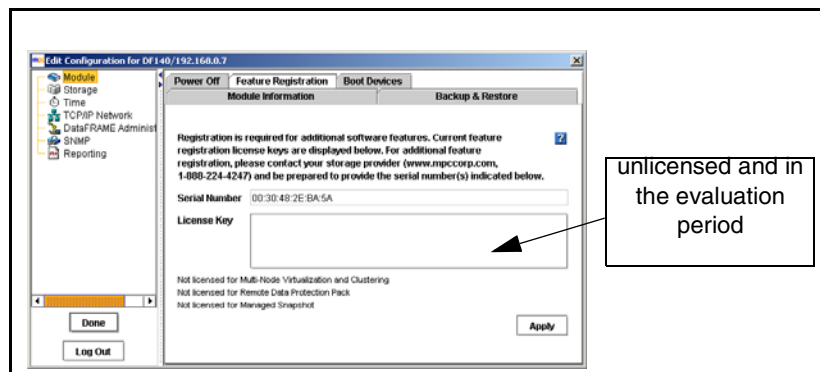 Edit Configuration for DF140/192.168.0.7
Module
Storage
Time
TCP/IP Network
DataFRAME Administ
SNMP
Reporting
Done
Log Out
Power Off
Feature Registration
Boot Devices
Module Information
Backup & Restore
Registration is required for additional software features. Current feature
registration license keys are displayed below. For additional feature
registration, please contact your storage provider (www.mpccorp.com,
1-888-224-4247) and be prepared to provide the serial number(s) indicated below.
?
Serial Number 00:30:48:2E:BA:5A
License Key
Not licensed for Multi-Node Virtualization and Clustering
Not licensed for Remote Data Protection Pack
Not licensed for Managed Snapshot
Apply
unlicensed and in
the evaluation
period